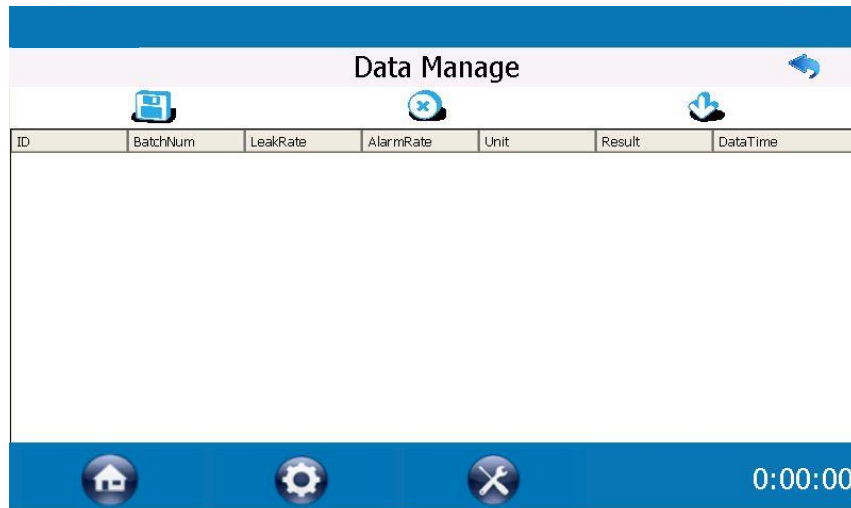 Data Manage
ID BatchNum LeakRate AlarmRate Unit Result DataTime
0:00:00